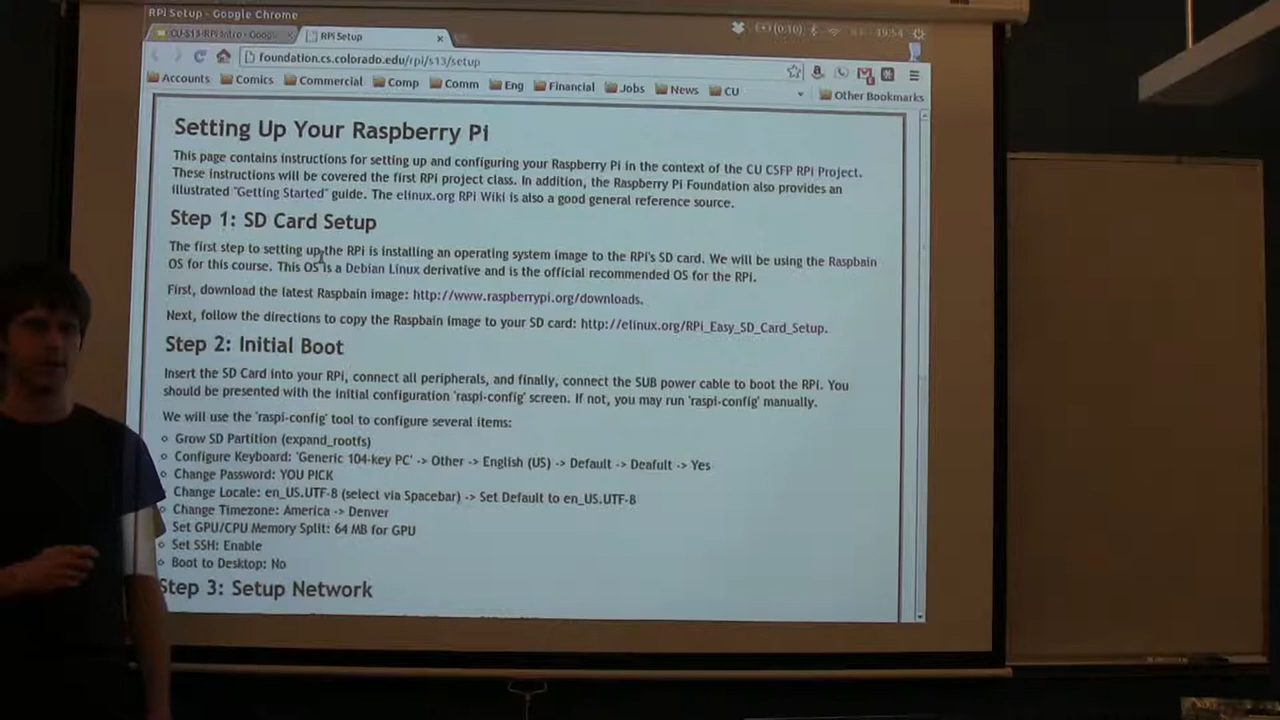 RPi Setup - Google Chrome
(0:10) 19:54
CU-S13/RPi Intro - Google RPi Setup
foundation.cs.colorado.edu/rpi/s13/setup
Accounts Comics Commercial Comp Comm Eng Financial Jobs News CU Other Bookmarks
Setting Up Your Raspberry Pi
This page contains instructions for setting up and configuring your Raspberry Pi in the context of the CU CSFP RPi Project.
These instructions will be covered the first RPi project class. In addition, the Raspberry Pi Foundation also provides an
illustrated "Getting Started" guide. The elinux.org RPi Wiki is also a good general reference source.
Step 1: SD Card Setup
The first step to setting up the RPi is installing an operating system image to the RPi's SD card. We will be using the Raspbain
OS for this course. This OS is a Debian Linux derivative and is the official recommended OS for the RPi.
First, download the latest Raspbain image: http://www.raspberrypi.org/downloads.
Next, follow the directions to copy the Raspbain image to your SD card: http://elinux.org/RPi_Easy_SD_Card_Setup.
Step 2: Initial Boot
Insert the SD Card into your RPi, connect all peripherals, and finally, connect the SUB power cable to boot the RPi. You
should be presented with the initial configuration 'raspi-config' screen. If not, you may run 'raspi-config' manually.
We will use the 'raspi-config' tool to configure several items:
Grow SD Partition (expand_rootfs)
Configure Keyboard: 'Generic 104-key PC' -> Other -> English (US) -> Default -> Deafult -> Yes
Change Password: YOU PICK
Change Locale: en_US.UTF-8 (select via Spacebar) -> Set Default to en_US.UTF-8
Change Timezone: America -> Denver
Set GPU/CPU Memory Split: 64 MB for GPU
Set SSH: Enable
Boot to Desktop: No
Step 3: Setup Network